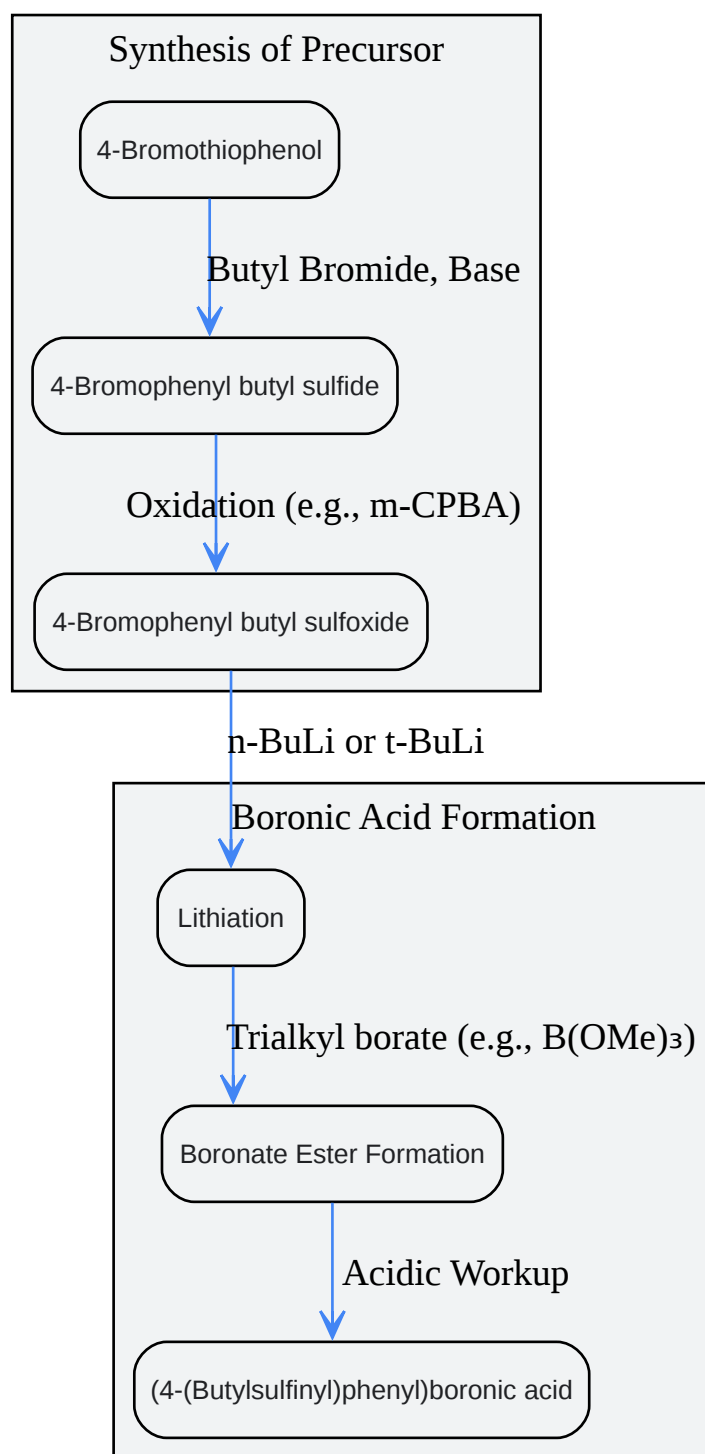 Synthesis of Precursor
4-Bromothiophenol
Butyl Bromide, Base
4-Bromophenyl butyl sulfide
Oxidation (e.g., m-CPBA)
4-Bromophenyl butyl sulfoxide
n-BuLi or t-BuLi
Boronic Acid Formation
Lithiation
Trialkyl borate (e.g., B(OMe)₃)
Boronate Ester Formation
Acidic Workup
(4-(Butylsulfinyl)phenyl)boronic acid